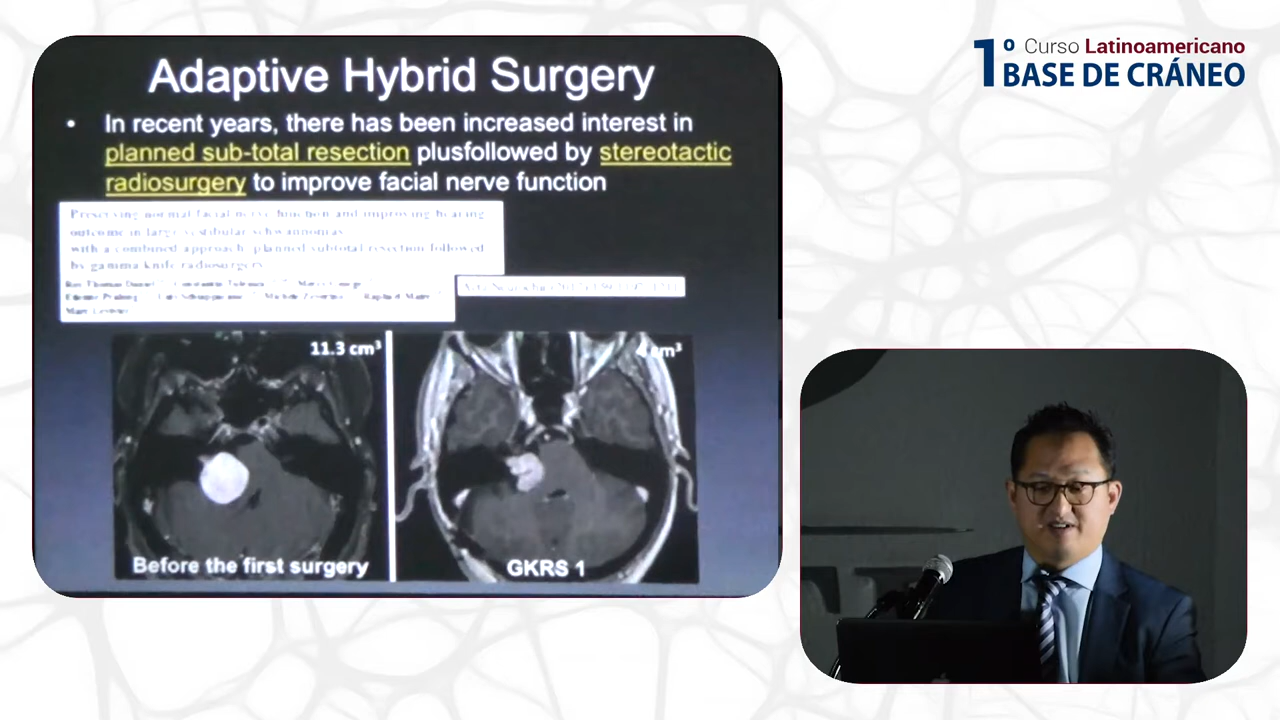 Adaptive Hybrid Surgery
• In recent years, there has been increased interest in
planned sub-total resection plusfollowed by stereotactic
radiosurgery to improve facial nerve function
Preserving normal facial nerve function and improving hearing
outcome in large vestibular schwannomas
with a combined approach: planned subtotal resection followed
by gamma knife radiosurgery
11.3 cm³
Before the first surgery
cm³
GKRS 1
1º Curso Latinoamericano
BASE DE CRÁNEO